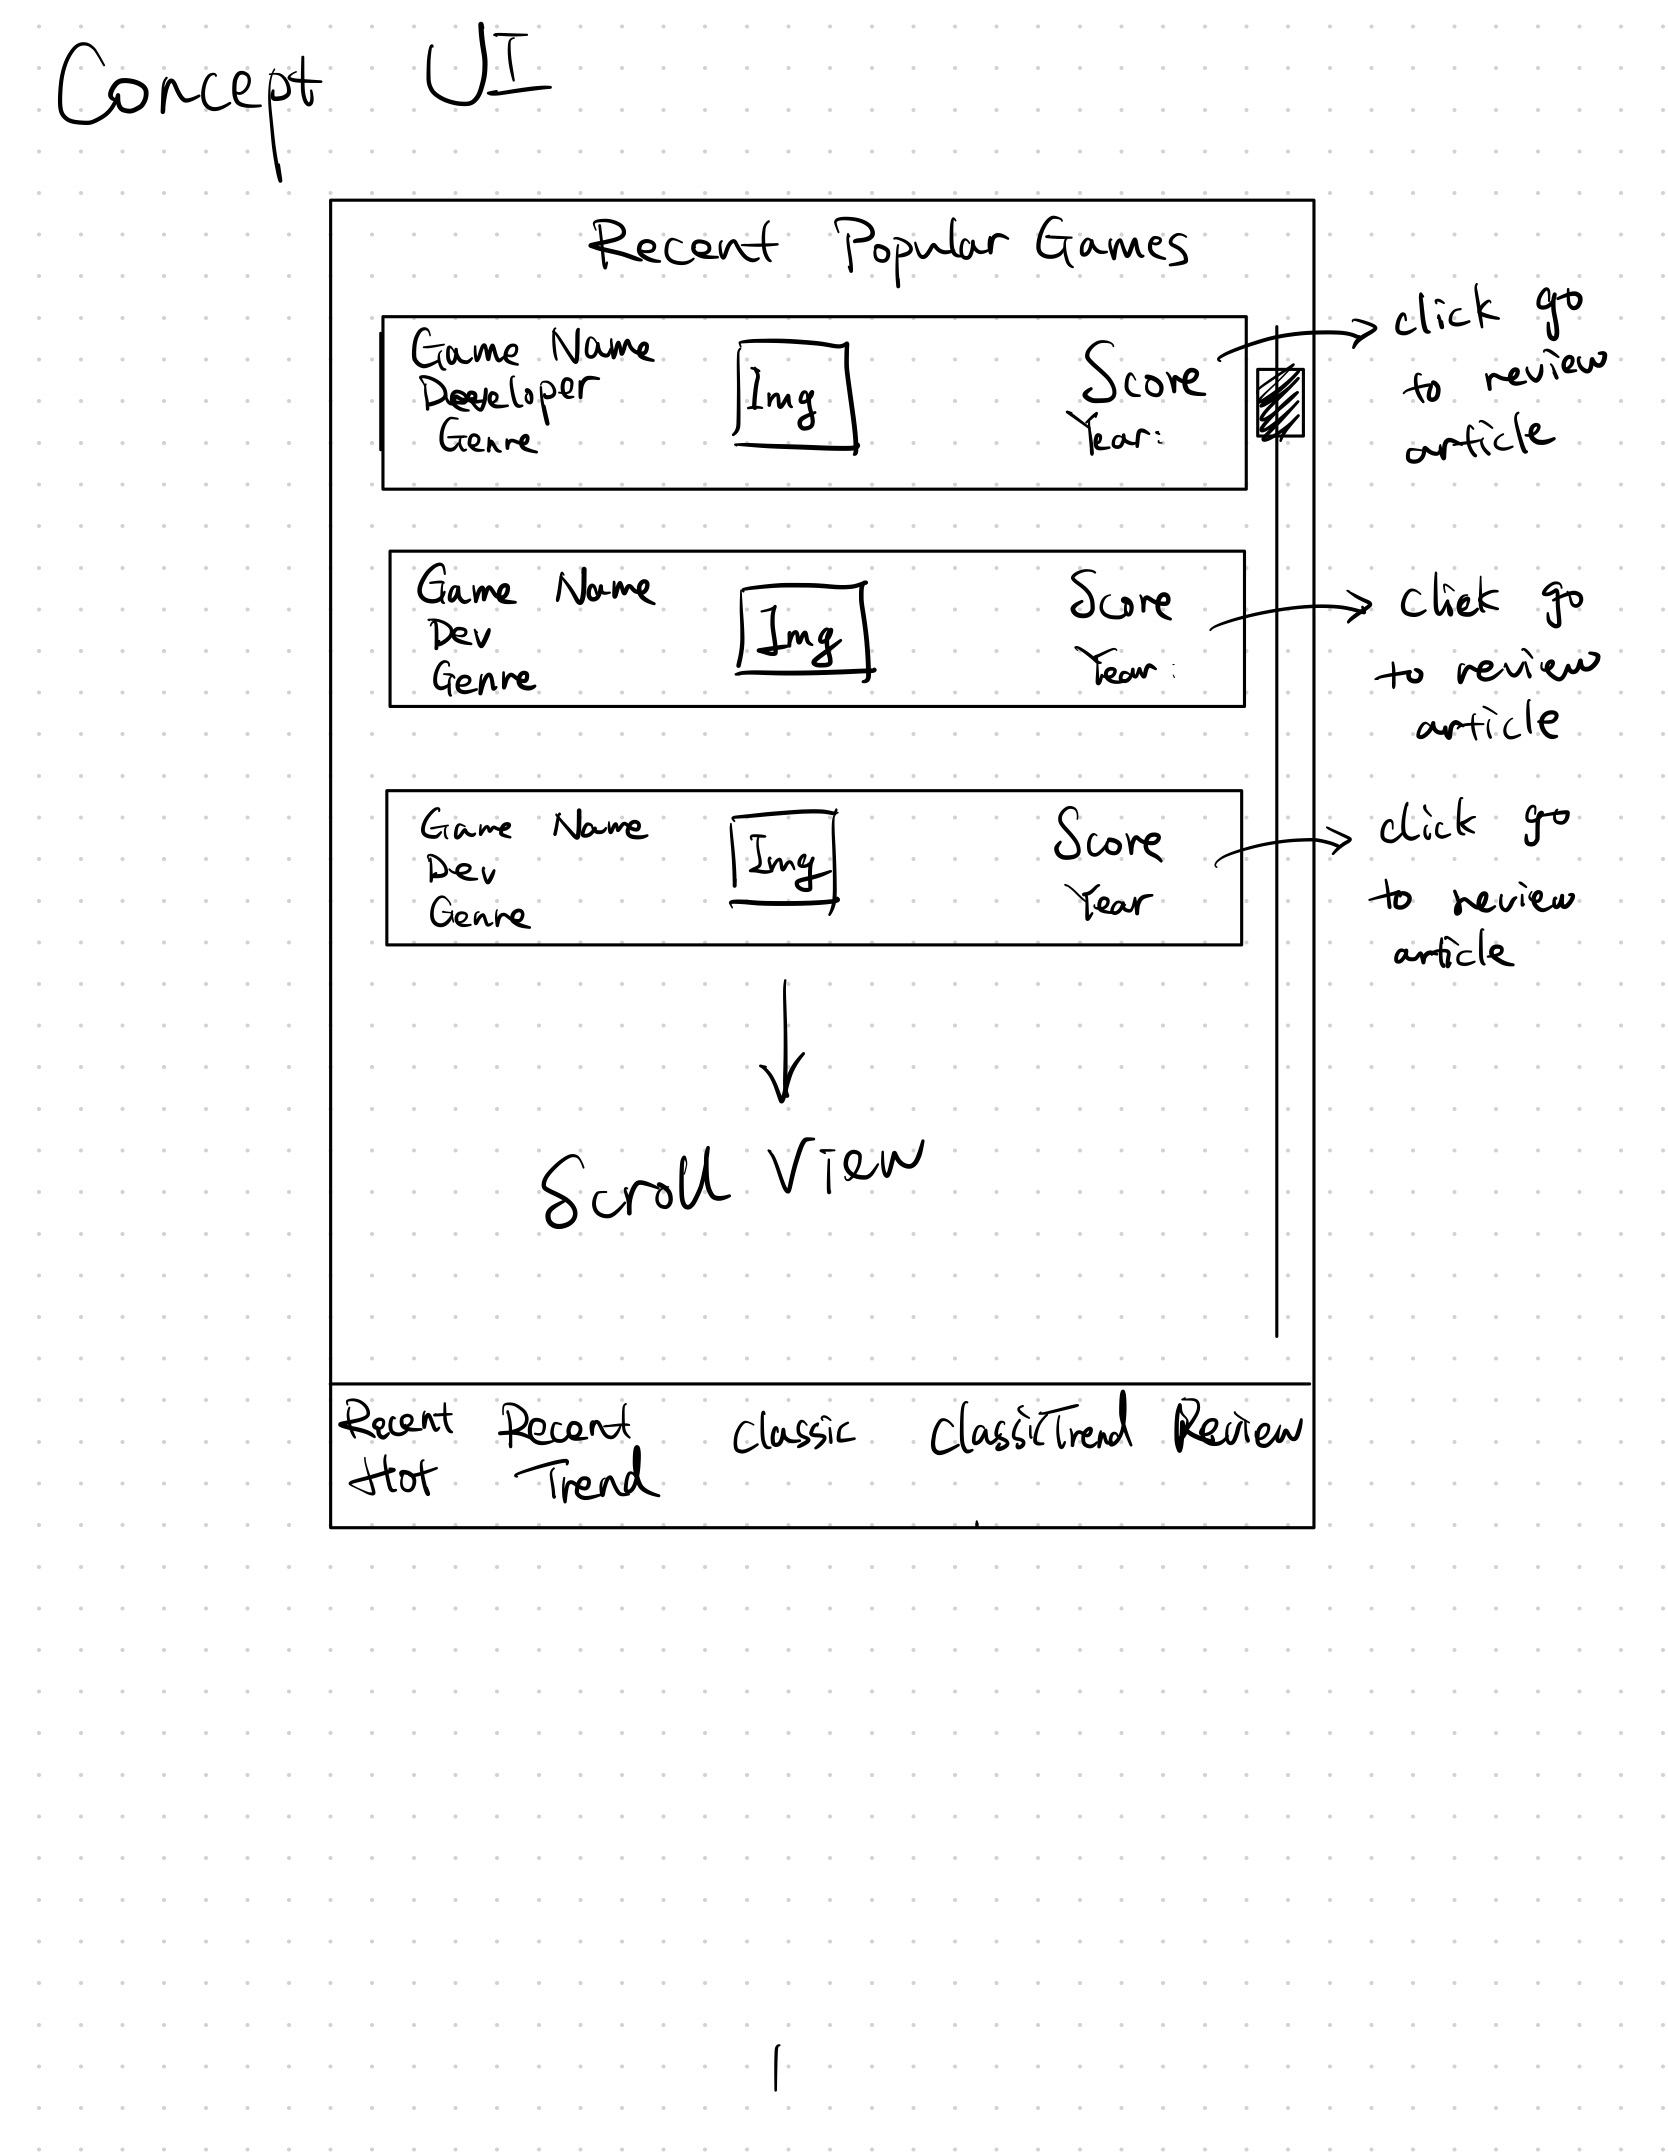 Concept UI
Recent Popular Games
Game Name
Developer
Genre
Img
Score
Year:
click go
to review
article
Game Name
Dev
Genre
Img
Score
Year:
click go
to review
article
Game Name
Dev
Genre
Img
Score
Year
click go
to review
article
Scroll View
Recent
Hot
Recent
Trend
Classic
ClassicTrend
Review
1